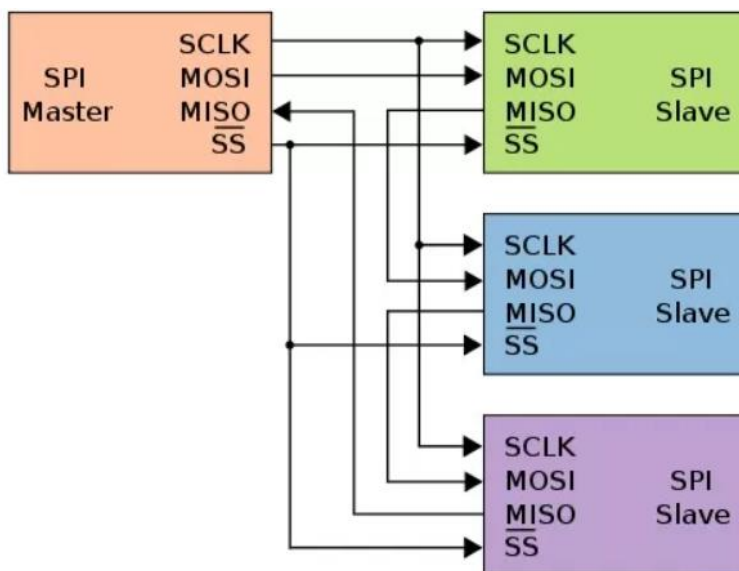 SPI
Master
SCLK
MOSI
MISO
SS
SCLK
MOSI
MISO
SS
SPI
Slave
SCLK
MOSI
MISO
SS
SPI
Slave
SCLK
MOSI
MISO
SS
SPI
Slave